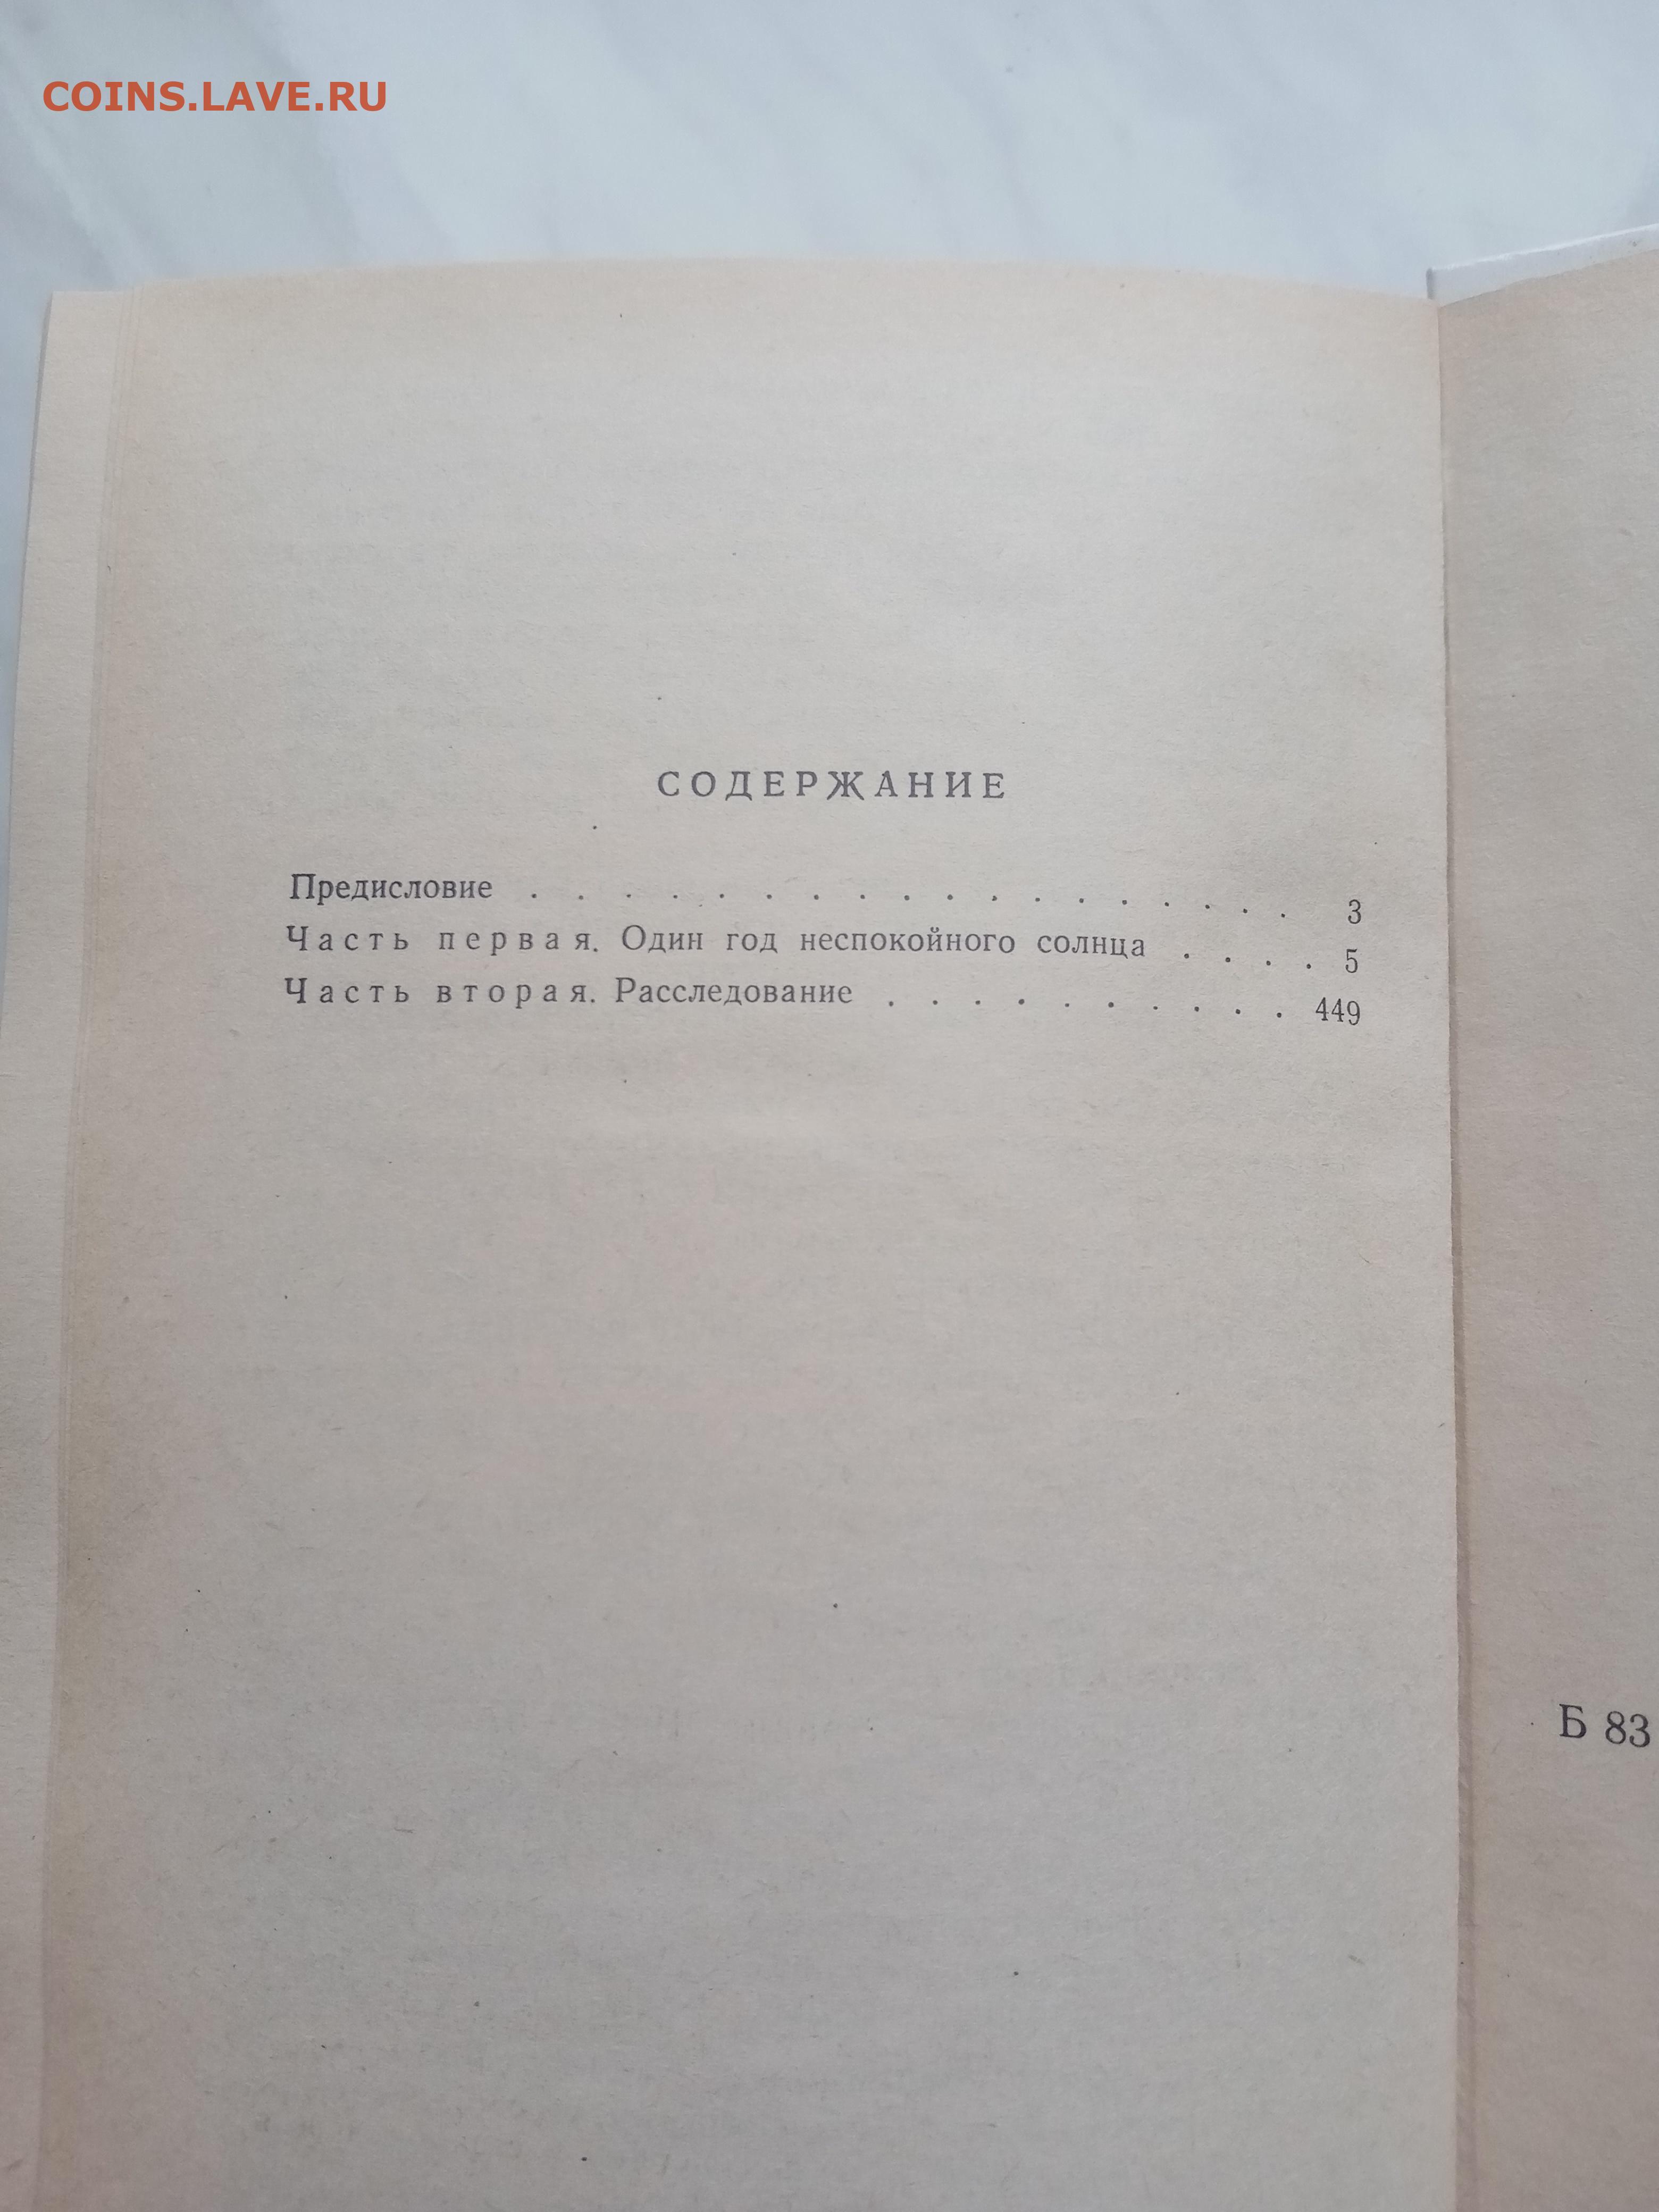 COINS.LAVE.RU
СОДЕРЖАНИЕ
Предисловие . . . . . . . . . . . . . . . . . . 3
Часть первая. Один год неспокойного солнца . . . . 5
Часть вторая. Расследование . . . . . . . . . . 449
Б 83